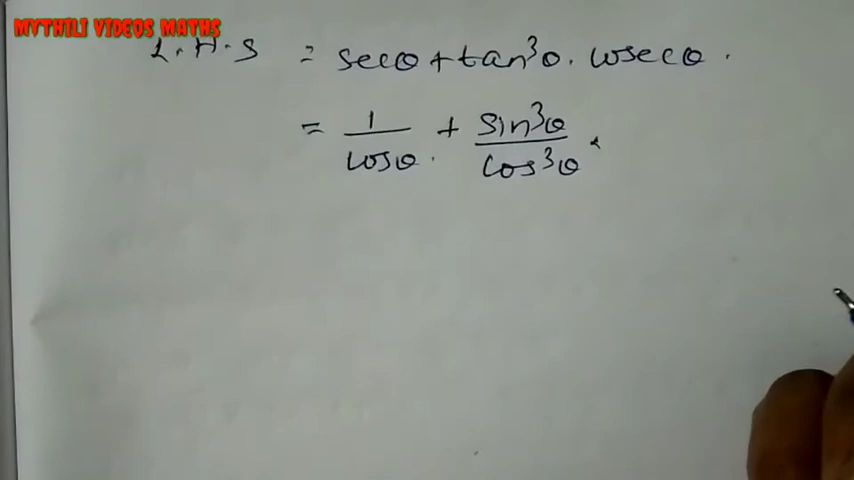 MYTHILI VIDEOS MATHS
L.H.S = secθ + tan³θ . cosecθ .
= 1/cosθ + sin³θ/cos³θ ×